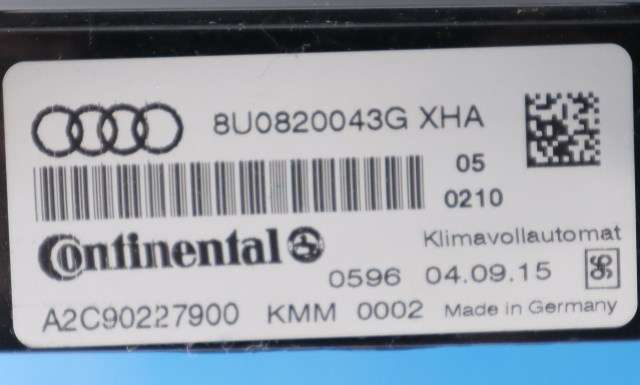 8U0820043G XHA
05
0210
Continental
Klimavollautomat
0596 04.09.15
A2C90227900 KMM 0002 Made in Germany